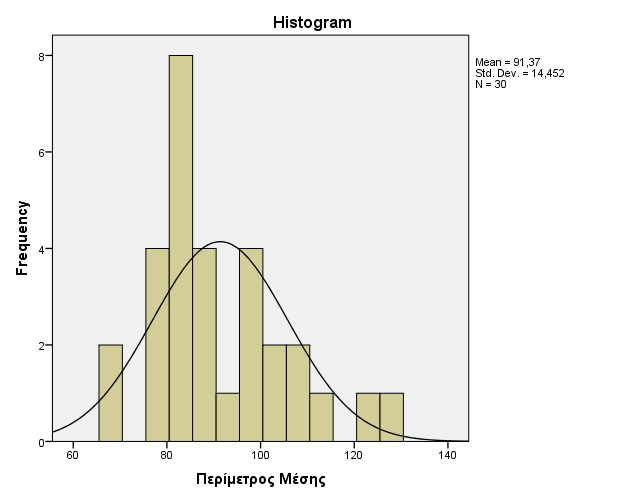 Histogram
Mean = 91,37
Std. Dev. = 14,452
N = 30
Frequency
8
6
4
2
0
60 80 100 120 140
Περίμετρος Μέσης